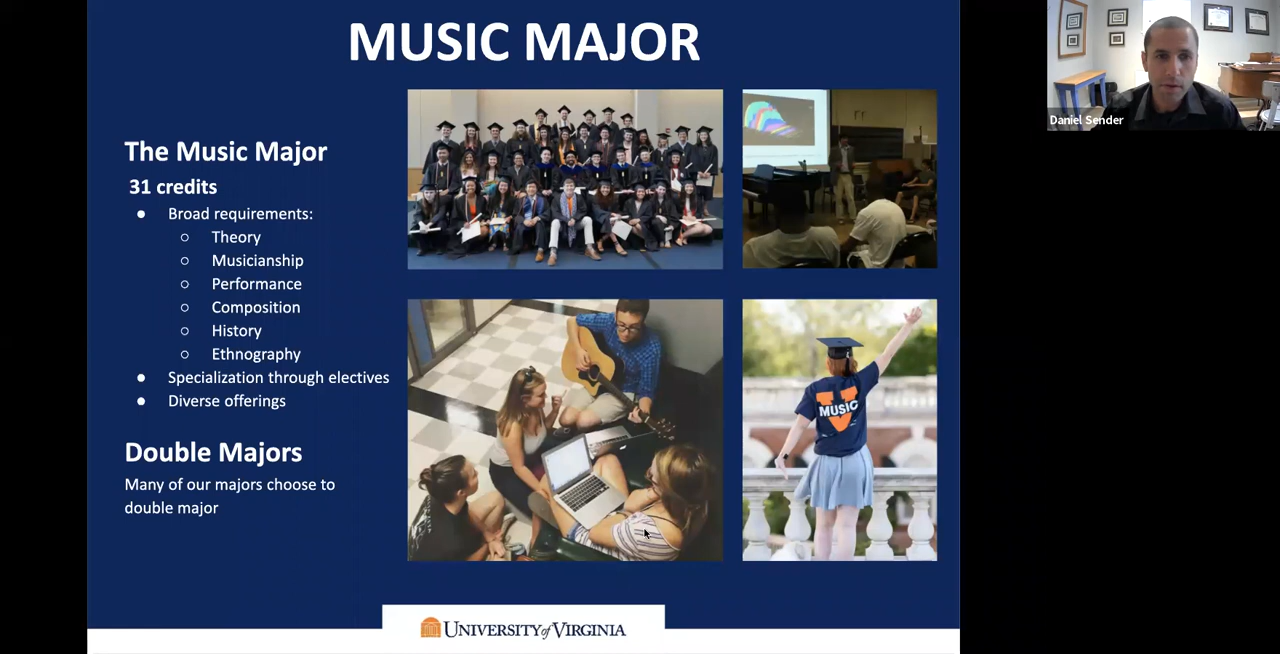 MUSIC MAJOR
The Music Major
31 credits
● Broad requirements:
○ Theory
○ Musicianship
○ Performance
○ Composition
○ History
○ Ethnography
● Specialization through electives
● Diverse offerings
Double Majors
Many of our majors choose to
double major
MUSIC
UNIVERSITY of VIRGINIA
Daniel Sender